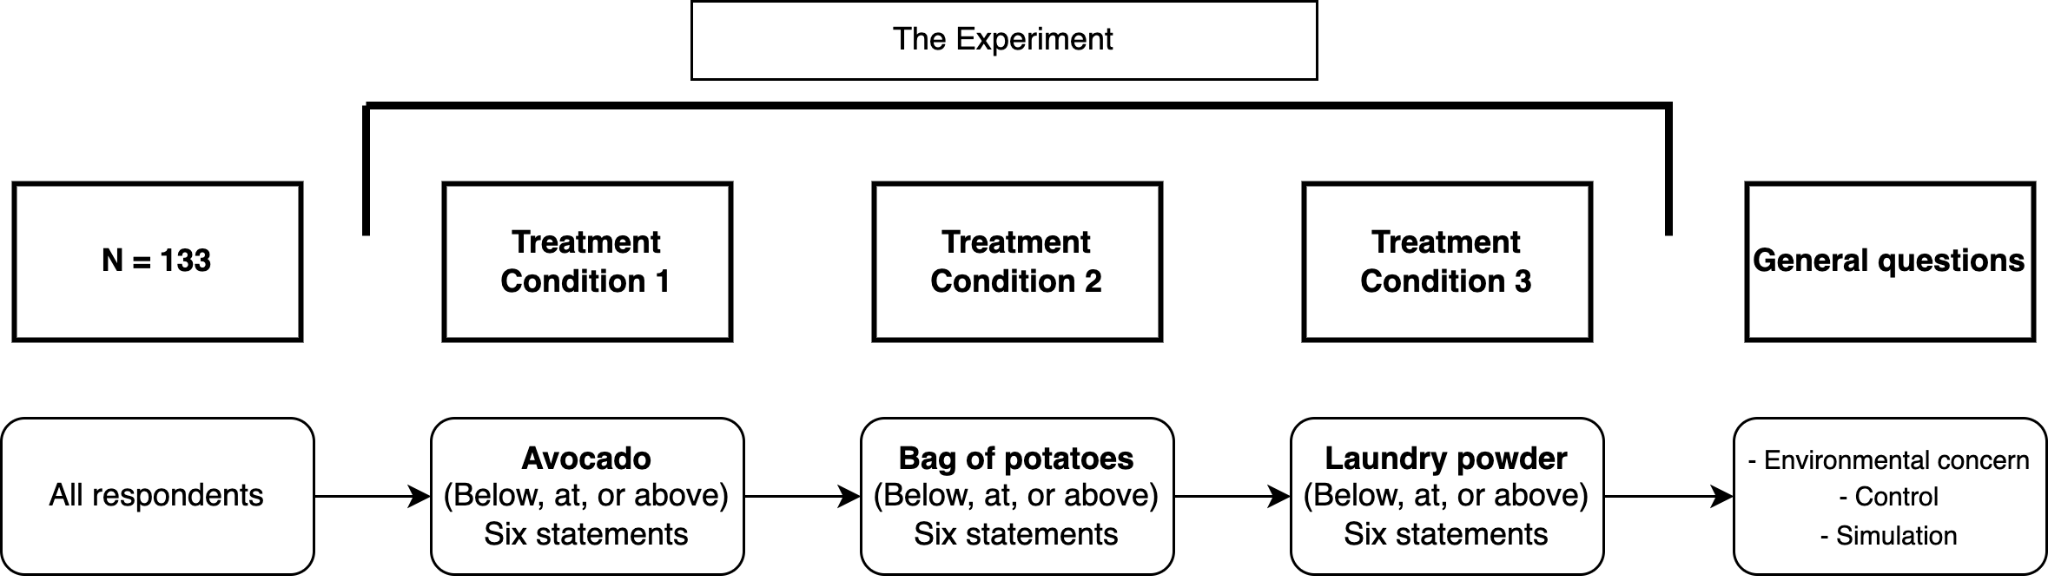 The Experiment
N = 133
Treatment
Condition 1
Treatment
Condition 2
Treatment
Condition 3
General questions
All respondents
Avocado
(Below, at, or above)
Six statements
Bag of potatoes
(Below, at, or above)
Six statements
Laundry powder
(Below, at, or above)
Six statements
- Environmental concern
- Control
- Simulation